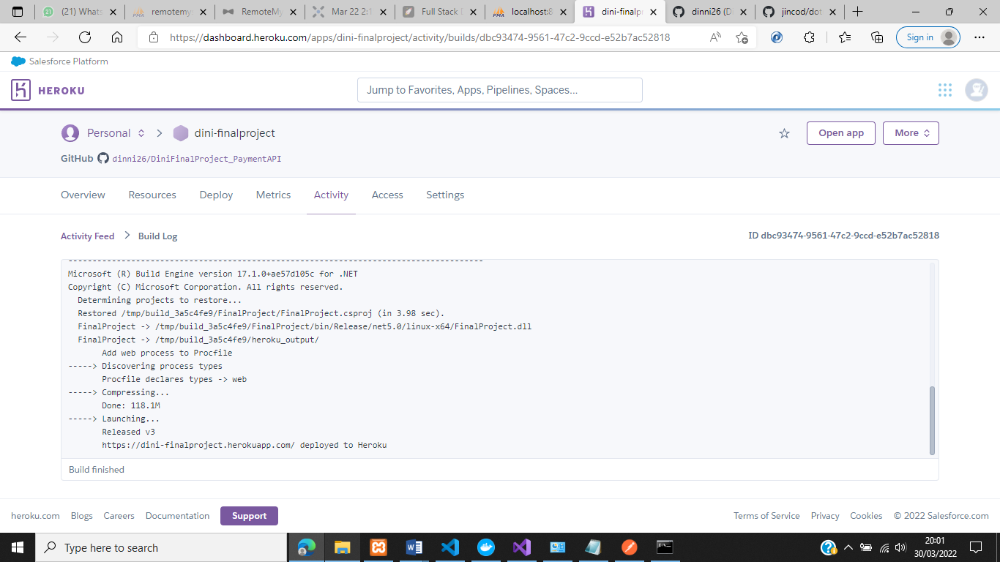 (21) Whats
remotemy
RemoteMy
Mar 22 2:1
Full Stack
localhost:8
dini-finalp
dinni26 (D
jincod/dot
https://dashboard.heroku.com/apps/dini-finalproject/activity/builds/dbc93474-9561-47c2-9ccd-e52b7ac52818
Sign in
Salesforce Platform
HEROKU
Jump to Favorites, Apps, Pipelines, Spaces...
Personal
dini-finalproject
Open app
More
GitHub dinni26/DiniFinalProject_PaymentAPI
Overview
Resources
Deploy
Metrics
Activity
Access
Settings
Activity Feed
Build Log
ID dbc93474-9561-47c2-9ccd-e52b7ac52818
--------------------------------------------------------------------------------------
Microsoft (R) Build Engine version 17.1.0+ae57d105c for .NET
Copyright (C) Microsoft Corporation. All rights reserved.
Determining projects to restore...
Restored /tmp/build_3a5c4fe9/FinalProject/FinalProject.csproj (in 3.98 sec).
FinalProject -> /tmp/build_3a5c4fe9/FinalProject/bin/Release/net5.0/linux-x64/FinalProject.dll
FinalProject -> /tmp/build_3a5c4fe9/heroku_output/
Add web process to Procfile
-----> Discovering process types
Procfile declares types -> web
-----> Compressing...
Done: 118.1M
-----> Launching...
Released v3
https://dini-finalproject.herokuapp.com/ deployed to Heroku
Build finished
heroku.com
Blogs
Careers
Documentation
Support
Terms of Service
Privacy
Cookies
© 2022 Salesforce.com
Type here to search
20:01
30/03/2022